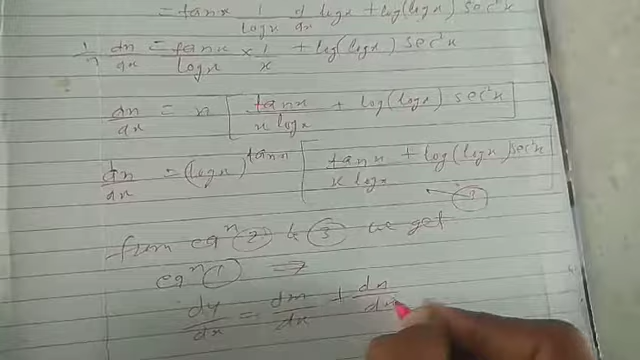 = tanx 1/logx d/dx logx + log(logx) sec²x
1/n dn/dx = tanx/logx × 1/x + log(logx) sec²x
dn/dx = n [ tanx/x logx + log(logx) sec²x ]
dn/dx = (logx)^tanx [ tanx/x logx + log(logx) sec²x ] → 3
from eqⁿ 2 & 3 we get
eqⁿ 1 ⇒
dy/dx = dm/dx + dn/dx